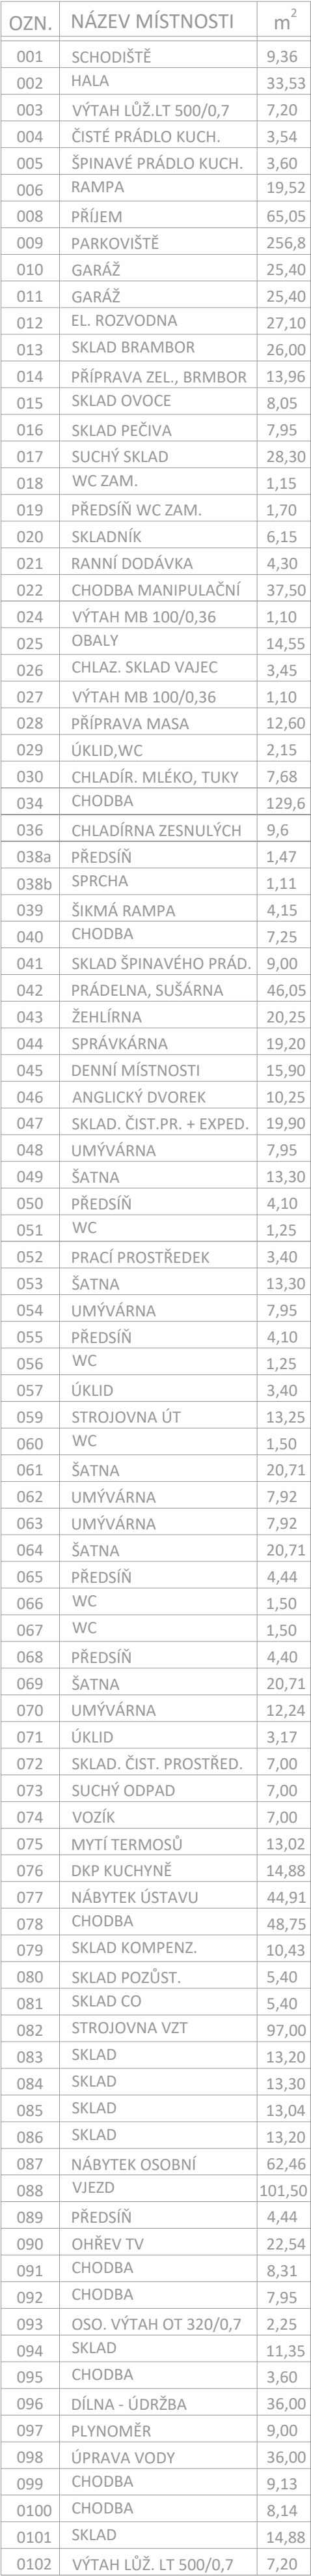 OZN. NÁZEV MÍSTNOSTI m²
001 SCHODIŠTĚ 9,36
002 HALA 33,53
003 VÝTAH LŮŽ.LT 500/0,7 7,20
004 ČISTÉ PRÁDLO KUCH. 3,54
005 ŠPINAVÉ PRÁDLO KUCH. 3,60
006 RAMPA 19,52
008 PŘÍJEM 65,05
009 PARKOVIŠTĚ 256,8
010 GARÁŽ 25,40
011 GARÁŽ 25,40
012 EL. ROZVODNA 27,10
013 SKLAD BRAMBOR 26,00
014 PŘÍPRAVA ZEL., BRMBOR 13,96
015 SKLAD OVOCE 8,05
016 SKLAD PEČIVA 7,95
017 SUCHÝ SKLAD 28,30
018 WC ZAM. 1,15
019 PŘEDSÍŇ WC ZAM. 1,70
020 SKLADNÍK 6,15
021 RANNÍ DODÁVKA 4,30
022 CHODBA MANIPULAČNÍ 37,50
024 VÝTAH MB 100/0,36 1,10
025 OBALY 14,55
026 CHLAZ. SKLAD VAJEC 3,45
027 VÝTAH MB 100/0,36 1,10
028 PŘÍPRAVA MASA 12,60
029 ÚKLID,WC 2,15
030 CHLADÍR. MLÉKO, TUKY 7,68
034 CHODBA 129,6
036 CHLADÍRNA ZESNULÝCH 9,6
038a PŘEDSÍŇ 1,47
038b SPRCHA 1,11
039 ŠIKMÁ RAMPA 4,15
040 CHODBA 7,25
041 SKLAD ŠPINAVÉHO PRÁD. 9,00
042 PRÁDELNA, SUŠÁRNA 46,05
043 ŽEHLÍRNA 20,25
044 SPRÁVKÁRNA 19,20
045 DENNÍ MÍSTNOSTI 15,90
046 ANGLICKÝ DVOREK 10,25
047 SKLAD. ČIST.PR. + EXPED. 19,90
048 UMÝVÁRNA 7,95
049 ŠATNA 13,30
050 PŘEDSÍŇ 4,10
051 WC 1,25
052 PRACÍ PROSTŘEDEK 3,40
053 ŠATNA 13,30
054 UMÝVÁRNA 7,95
055 PŘEDSÍŇ 4,10
056 WC 1,25
057 ÚKLID 3,40
059 STROJOVNA ÚT 13,25
060 WC 1,50
061 ŠATNA 20,71
062 UMÝVÁRNA 7,92
063 UMÝVÁRNA 7,92
064 ŠATNA 20,71
065 PŘEDSÍŇ 4,44
066 WC 1,50
067 WC 1,50
068 PŘEDSÍŇ 4,40
069 ŠATNA 20,71
070 UMÝVÁRNA 12,24
071 ÚKLID 3,17
072 SKLAD. ČIST. PROSTŘED. 7,00
073 SUCHÝ ODPAD 7,00
074 VOZÍK 7,00
075 MYTÍ TERMOSŮ 13,02
076 DKP KUCHYNĚ 14,88
077 NÁBYTEK ÚSTAVU 44,91
078 CHODBA 48,75
079 SKLAD KOMPENZ. 10,43
080 SKLAD POZŮST. 5,40
081 SKLAD CO 5,40
082 STROJOVNA VZT 97,00
083 SKLAD 13,20
084 SKLAD 13,30
085 SKLAD 13,04
086 SKLAD 13,20
087 NÁBYTEK OSOBNÍ 62,46
088 VJEZD 101,50
089 PŘEDSÍŇ 4,44
090 OHŘEV TV 22,54
091 CHODBA 8,31
092 CHODBA 7,95
093 OSO. VÝTAH OT 320/0,7 2,25
094 SKLAD 11,35
095 CHODBA 3,60
096 DÍLNA - ÚDRŽBA 36,00
097 PLYNOMĚR 9,00
098 ÚPRAVA VODY 36,00
099 CHODBA 9,13
0100 CHODBA 8,14
0101 SKLAD 14,88
0102 VÝTAH LŮŽ. LT 500/0,7 7,20